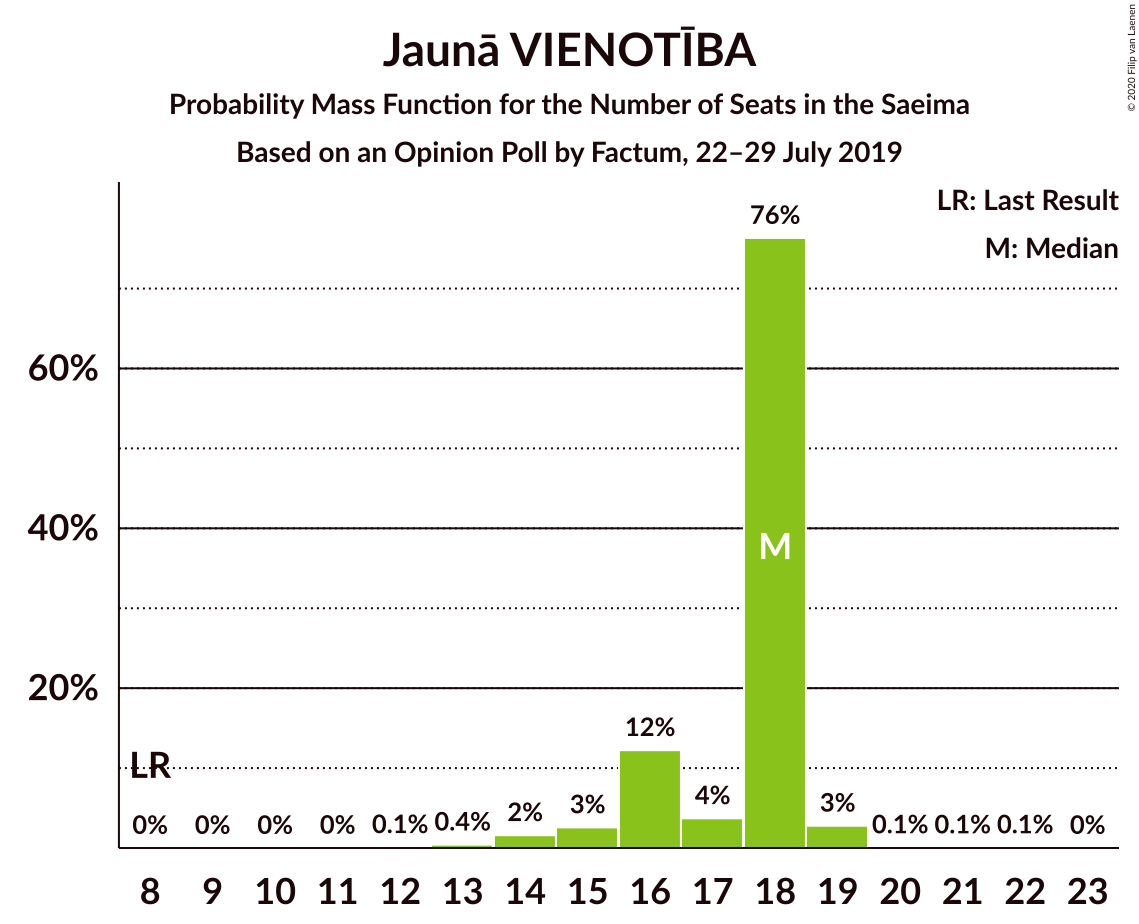 Jaunā VIENOTĪBA
Probability Mass Function for the Number of Seats in the Saeima
Based on an Opinion Poll by Factum, 22–29 July 2019
© 2020 Filip van Laenen
LR: Last Result
M: Median
76%
60%
40%
M
20%
12%
LR
4%
3%
3%
2%
0% 0% 0% 0% 0.1% 0.4% 0.1% 0.1% 0.1% 0%
8 9 10 11 12 13 14 15 16 17 18 19 20 21 22 23